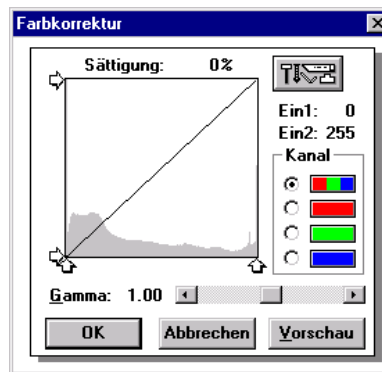 Farbkorrektur
Sättigung: 0%
Ein1: 0
Ein2: 255
Kanal
Gamma: 1.00
OK Abbrechen Vorschau